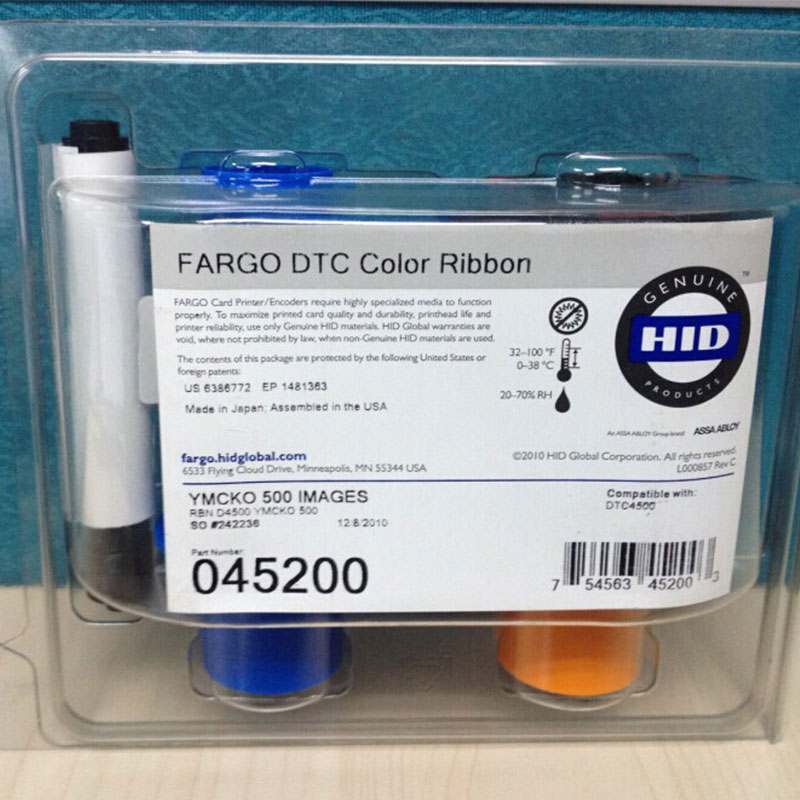 FARGO DTC Color Ribbon
FARGO Card Printer/Encoders require highly specialized media to function
properly. To maximize printed card quality and durability, printhead life and
printer reliability, use only Genuine HID materials. HID Global warranties are
void, where not prohibited by law, when non-Genuine HID materials are used.
The contents of this package are protected by the following United States or
foreign patents:
US 6386772 EP 1481363
Made in Japan; Assembled in the USA
32-100 °F
0-38 °C
20-70% RH
GENUINE
HID
PRODUCTS
TM
An ASSA ABLOY Group brand
ASSA ABLOY
fargo.hidglobal.com
6533 Flying Cloud Drive, Minneapolis, MN 55344 USA
©2010 HID Global Corporation. All rights reserved.
L000857 Rev C
YMCKO 500 IMAGES
RBN D4500 YMCKO 500
SO #242236
12/8/2010
Compatible with:
DTC4500
Part Number:
045200
7 54563 45200 3